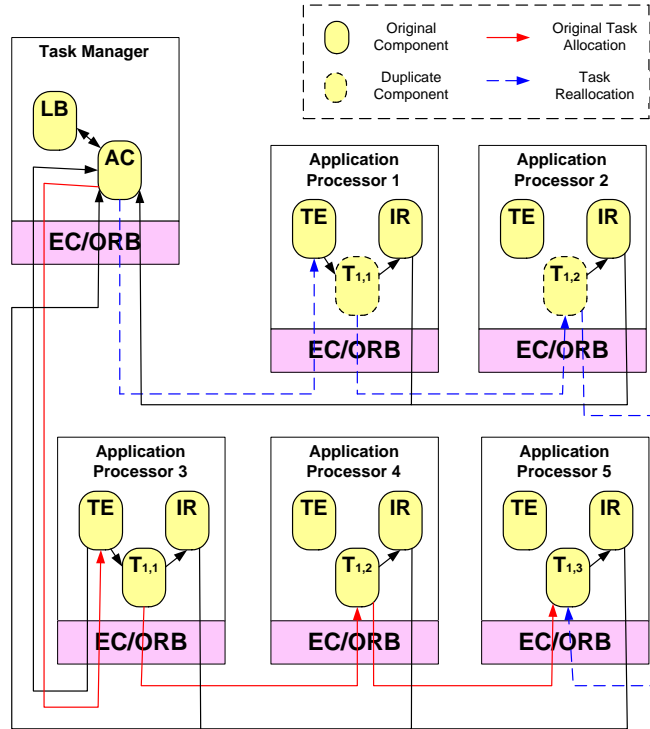 Original
Component
Original Task
Allocation
Duplicate
Component
Task
Reallocation
Task Manager
LB
AC
EC/ORB
Application
Processor 1
TE
IR
T1,1
EC/ORB
Application
Processor 2
TE
IR
T1,2
EC/ORB
Application
Processor 3
TE
IR
T1,1
EC/ORB
Application
Processor 4
TE
IR
T1,2
EC/ORB
Application
Processor 5
TE
IR
T1,3
EC/ORB